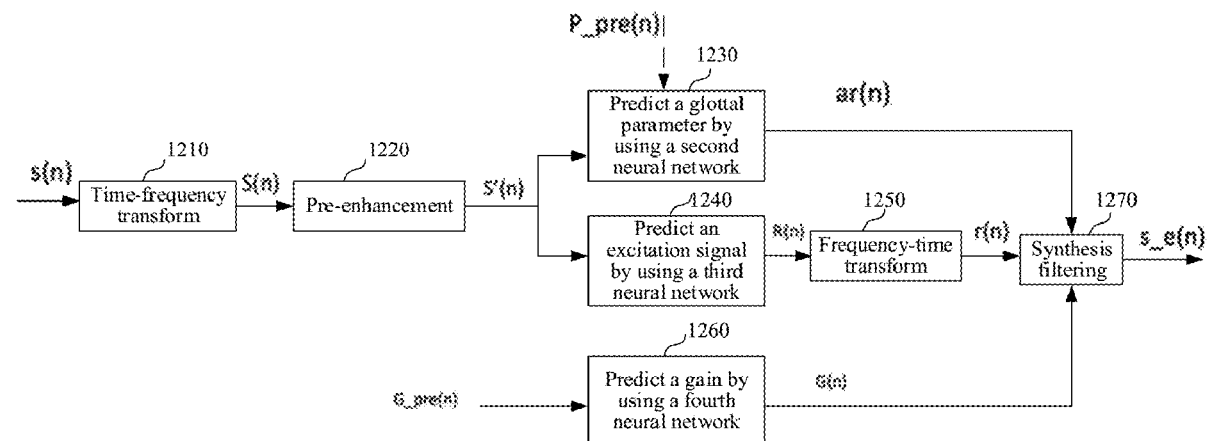 P_pre(n)
1230
Predict a glottal
parameter by
using a second
neural network
ar(n)
s(n)
1210
Time-frequency
transform
S(n)
1220
Pre-enhancement
S'(n)
1240
Predict an
excitation signal
by using a third
neural network
R(n)
1250
Frequency-time
transform
r(n)
1270
Synthesis
filtering
s_e(n)
G_pre(n)
1260
Predict a gain by
using a fourth
neural network
G(n)